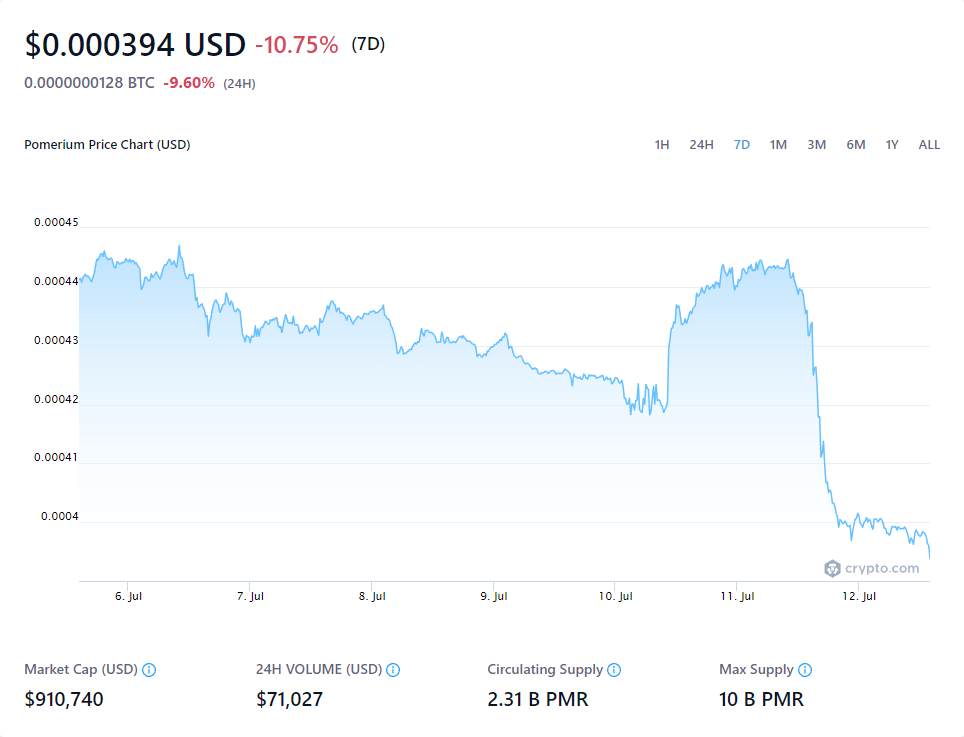 $0.000394 USD -10.75% (7D)
0.0000000128 BTC -9.60% (24H)
Pomerium Price Chart (USD) 1H 24H 7D 1M 3M 6M 1Y ALL
0.00045
0.00044
0.00043
0.00042
0.00041
0.0004
crypto.com
6. Jul 7. Jul 8. Jul 9. Jul 10. Jul 11. Jul 12. Jul
Market Cap (USD) 24H VOLUME (USD) Circulating Supply Max Supply
$910,740 $71,027 2.31 B PMR 10 B PMR